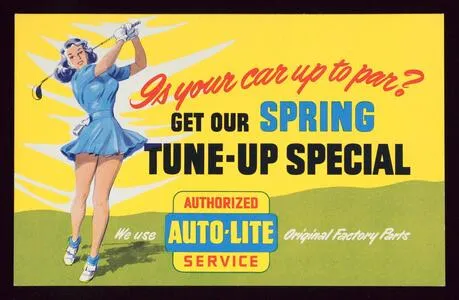 Is your car up to par?
GET OUR SPRING
TUNE-UP SPECIAL
AUTHORIZED
We use AUTO-LITE Original Factory Parts
SERVICE